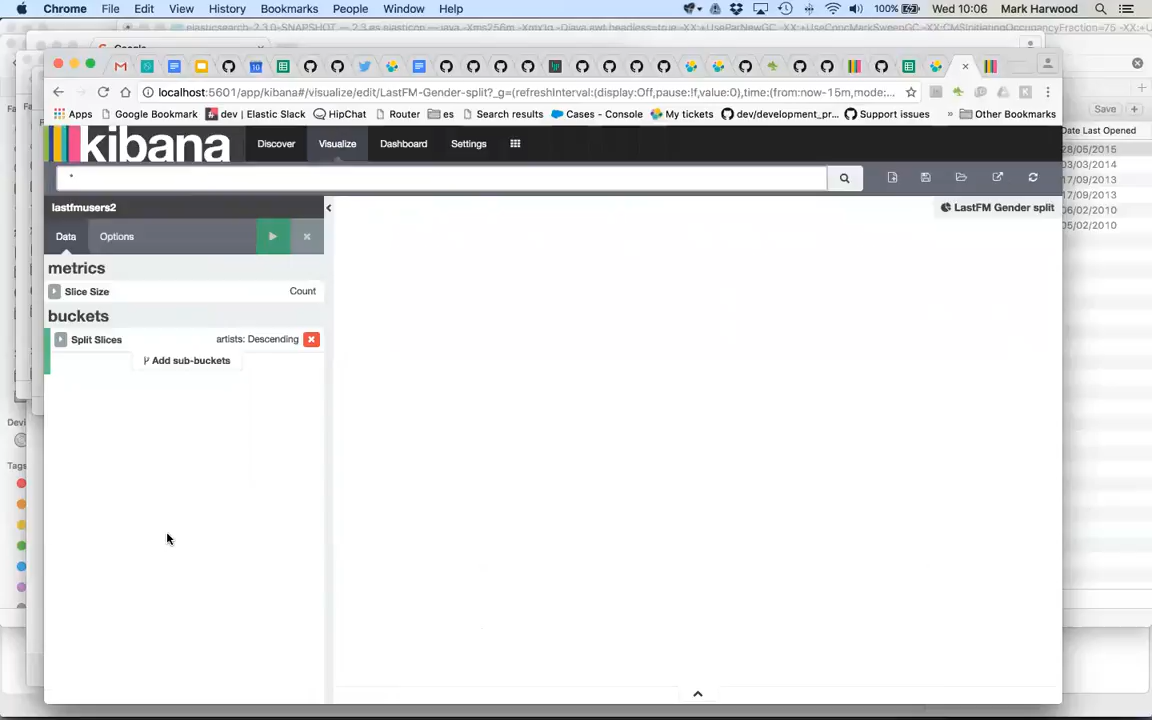 Chrome File Edit View History Bookmarks People Window Help 100% Wed 10:06 Mark Harwood
localhost:5601/app/kibana#/visualize/edit/LastFM-Gender-split?_g=(refreshInterval:(display:Off,pause:!f,value:0),time:(from:now-15m,mode:...
Apps Google Bookmark dev | Elastic Slack HipChat Router es Search results Cases - Console My tickets dev/development_pr... Support issues » Other Bookmarks
Save
Date Last Opened
kibana Discover Visualize Dashboard Settings
28/05/2015
03/03/2014
*
17/09/2013
17/09/2013
lastfmusers2 LastFM Gender split
06/02/2010
05/02/2010
Data Options
metrics
Slice Size Count
buckets
Split Slices artists: Descending
Add sub-buckets
Devi
Tags